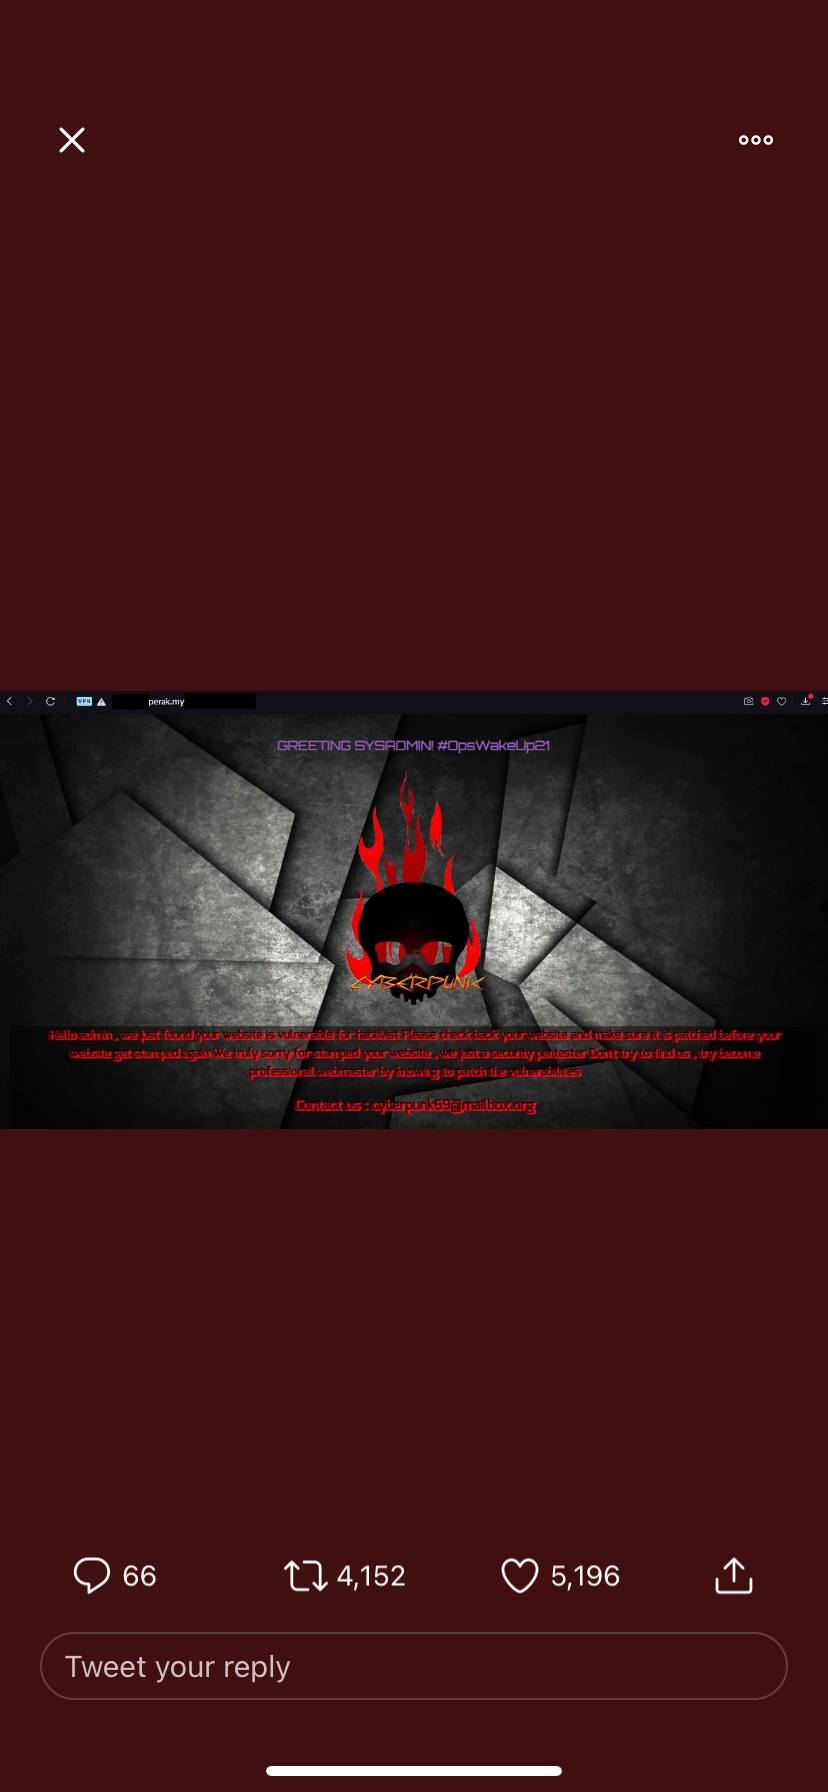 VPN perak.my
GREETING SYSADMIN! #OpsWakeUp21
CYBERPUNK
Hello admin , we just found your website is vulnerable for hactivist Please check back your website and make sure it is patched before your
website get stamped again We truly sorry for stamped your website , we just a security pentester Don't try to find us , try become
professional webmaster by knowing to patch the vulnerabilities
Contact us : cyberpunk69@mailbox.org
66 4,152 5,196
Tweet your reply